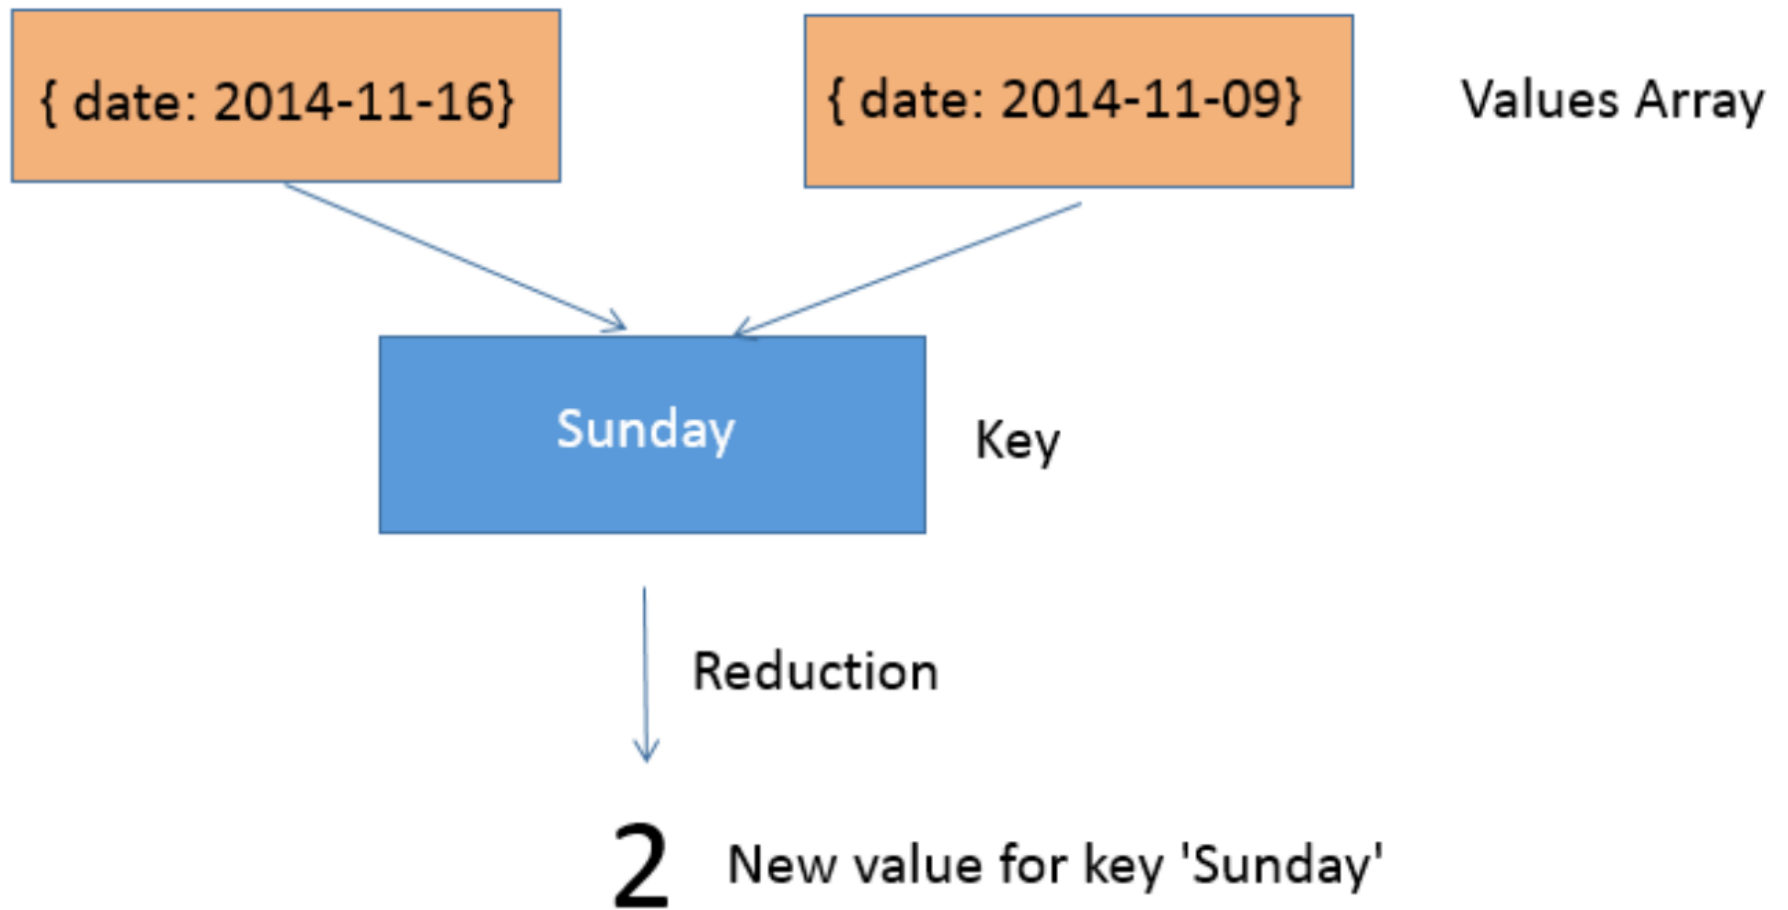 { date: 2014-11-16}
{ date: 2014-11-09}
Values Array
Sunday
Key
Reduction
2
New value for key 'Sunday'